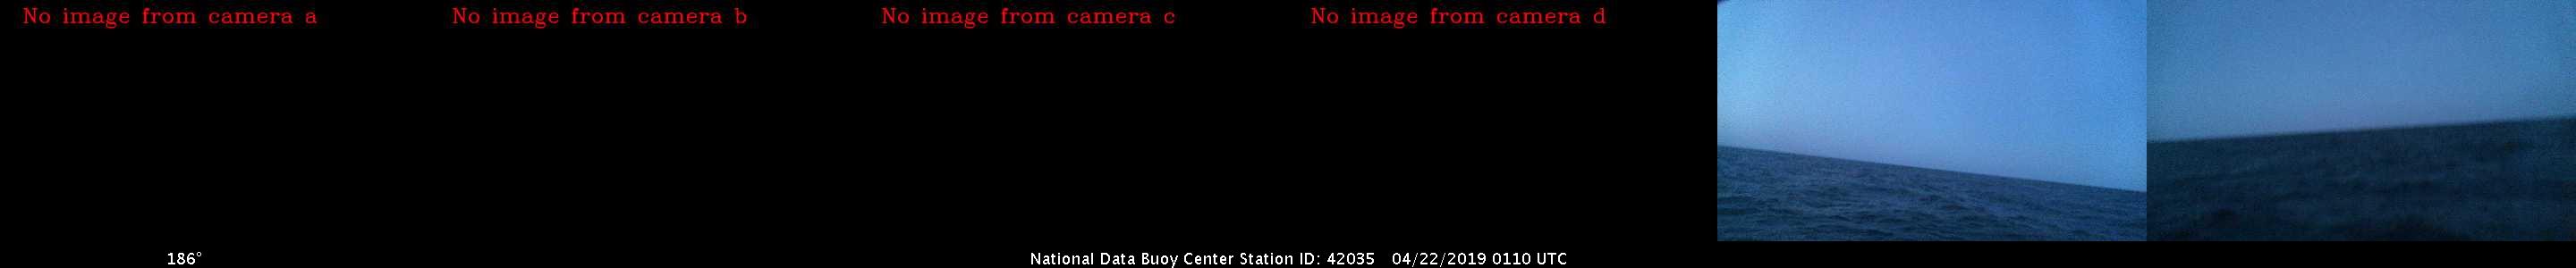 No image from camera a
No image from camera b
No image from camera c
No image from camera d
186°
National Data Buoy Center Station ID: 42035 04/22/2019 0110 UTC